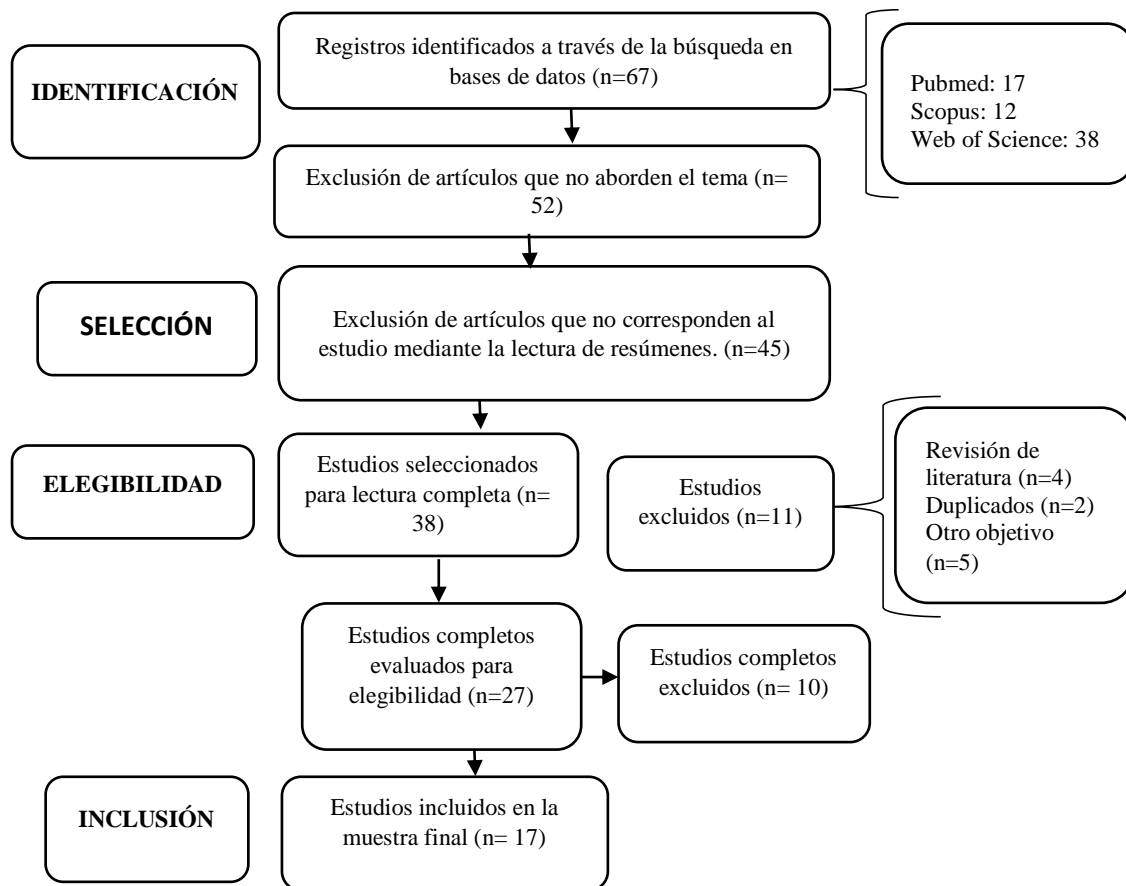 Registros identificados a través de la búsqueda en
bases de datos (n=67)
IDENTIFICACIÓN
Pubmed: 17
Scopus: 12
Web of Science: 38
Exclusión de artículos que no aborden el tema (n=
52)
SELECCIÓN
Exclusión de artículos que no corresponden al
estudio mediante la lectura de resúmenes. (n=45)
ELEGIBILIDAD
Estudios seleccionados
para lectura completa (n=
38)
Estudios
excluidos (n=11)
Revisión de
literatura (n=4)
Duplicados (n=2)
Otro objetivo
(n=5)
Estudios completos
evaluados para
elegibilidad (n=27)
Estudios completos
excluidos (n= 10)
INCLUSIÓN
Estudios incluidos en la
muestra final (n= 17)